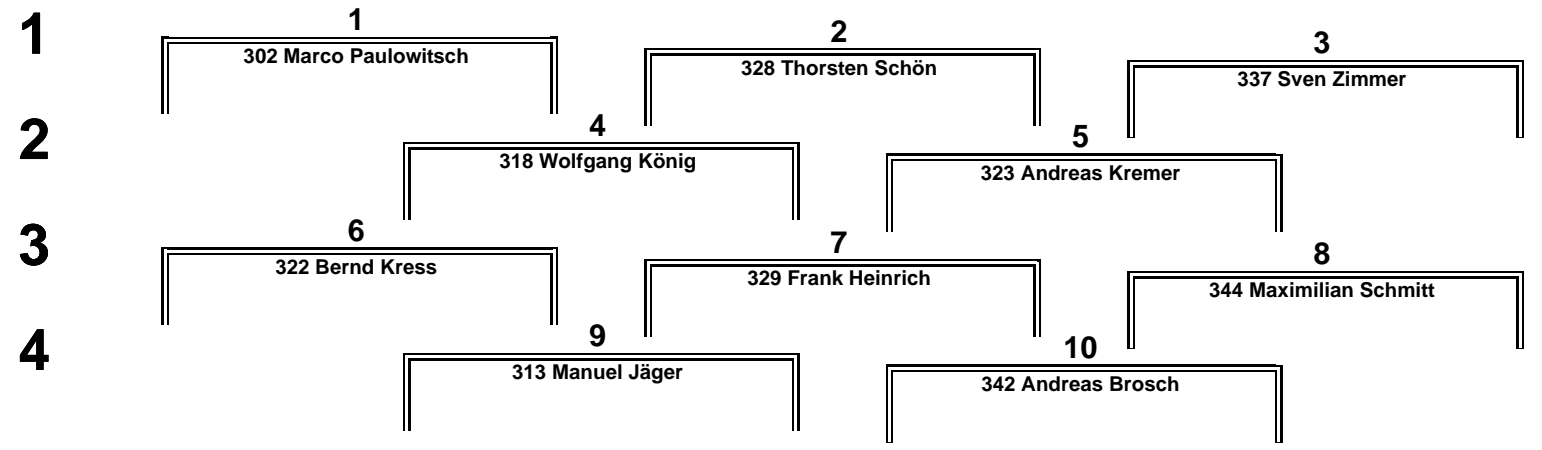 1
1
302 Marco Paulowitsch
2
328 Thorsten Schön
3
337 Sven Zimmer
2
4
318 Wolfgang König
5
323 Andreas Kremer
3
6
322 Bernd Kress
7
329 Frank Heinrich
8
344 Maximilian Schmitt
4
9
313 Manuel Jäger
10
342 Andreas Brosch